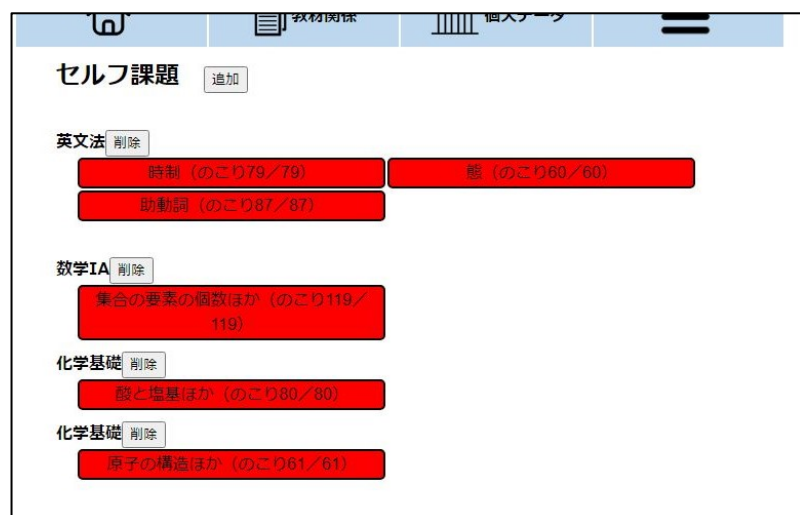 教材関係
個人データ
セルフ課題 追加
英文法 削除
時制（のこり79／79） 態（のこり60／60）
助動詞（のこり87／87）
数学IA 削除
集合の要素の個数ほか（のこり119／
119）
化学基礎 削除
酸と塩基ほか（のこり80／80）
化学基礎 削除
原子の構造ほか（のこり61／61）